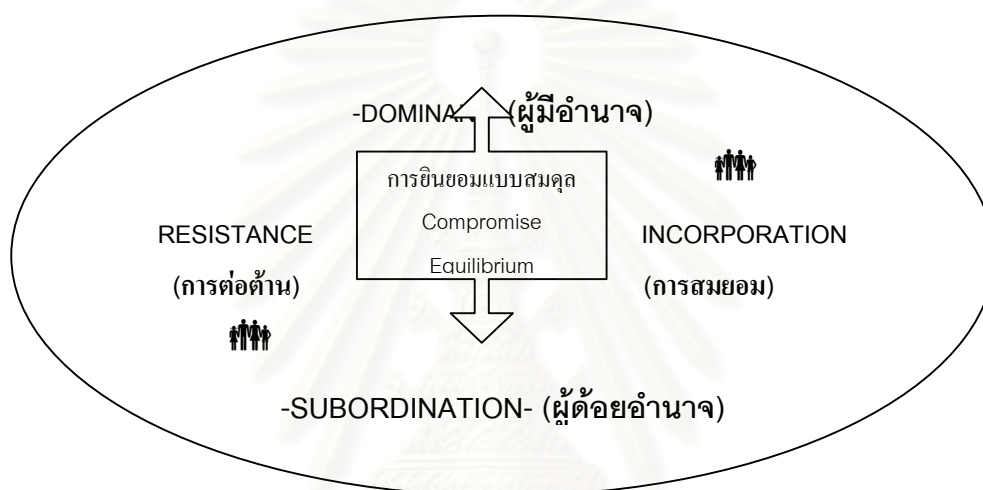 -DOMINA (ผู้มีอำนาจ)
การยินยอมแบบสมดุล
Compromise
Equilibrium
RESISTANCE
(การต่อต้าน)
INCORPORATION
(การสมยอม)
-SUBORDINATION- (ผู้ด้อยอำนาจ)